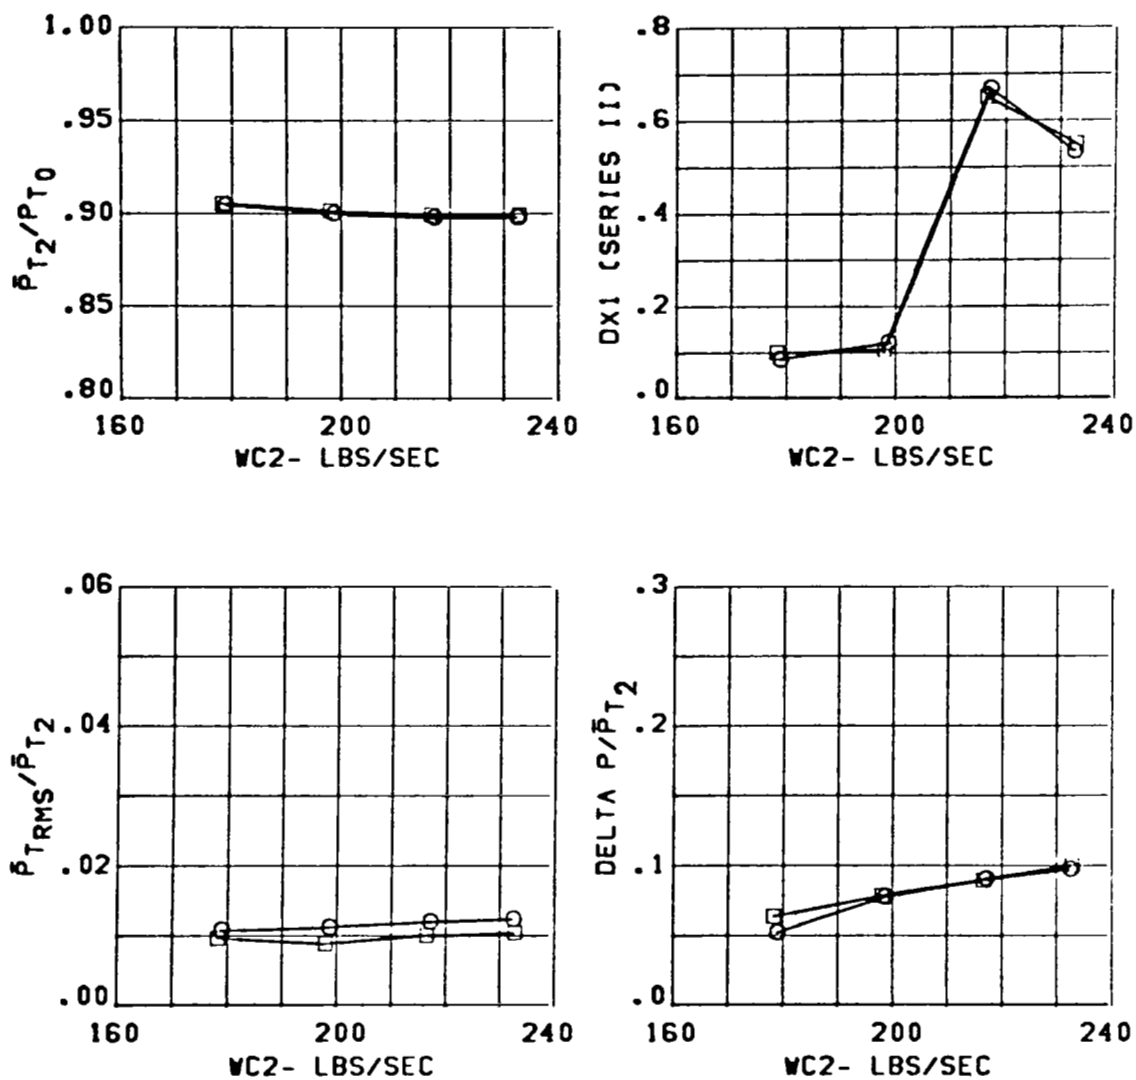 1.00
.95
.90
.85
.80
160 200 240
WC2- LBS/SEC
P̄T2/PT0
.8
.6
.4
.2
.0
160 200 240
WC2- LBS/SEC
DX1 (SERIES II)
.06
.04
.02
.00
160 200 240
WC2- LBS/SEC
P̄TRMS/P̄T2
.3
.2
.1
.0
160 200 240
WC2- LBS/SEC
DELTA P/P̄T2